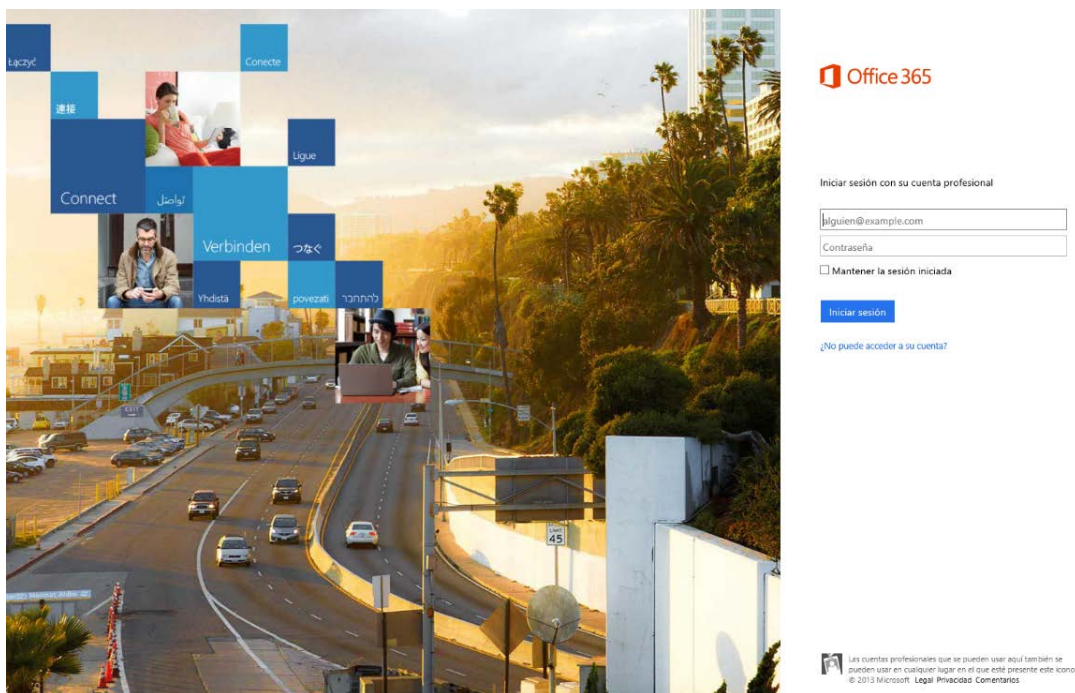 Łączyć
Conecte
連接
Ligue
Connect
تواصَل
Verbinden
つなぐ
Yhdistä
povezati
להתחבר
EXIT
LIMIT
45
Office 365
Iniciar sesión con su cuenta profesional
alguien@example.com
Contraseña
Mantener la sesión iniciada
Iniciar sesión
¿No puede acceder a su cuenta?
Las cuentas profesionales que se pueden usar aquí también se
pueden usar en cualquier lugar en el que esté presente este icono
© 2013 Microsoft Legal Privacidad Comentarios